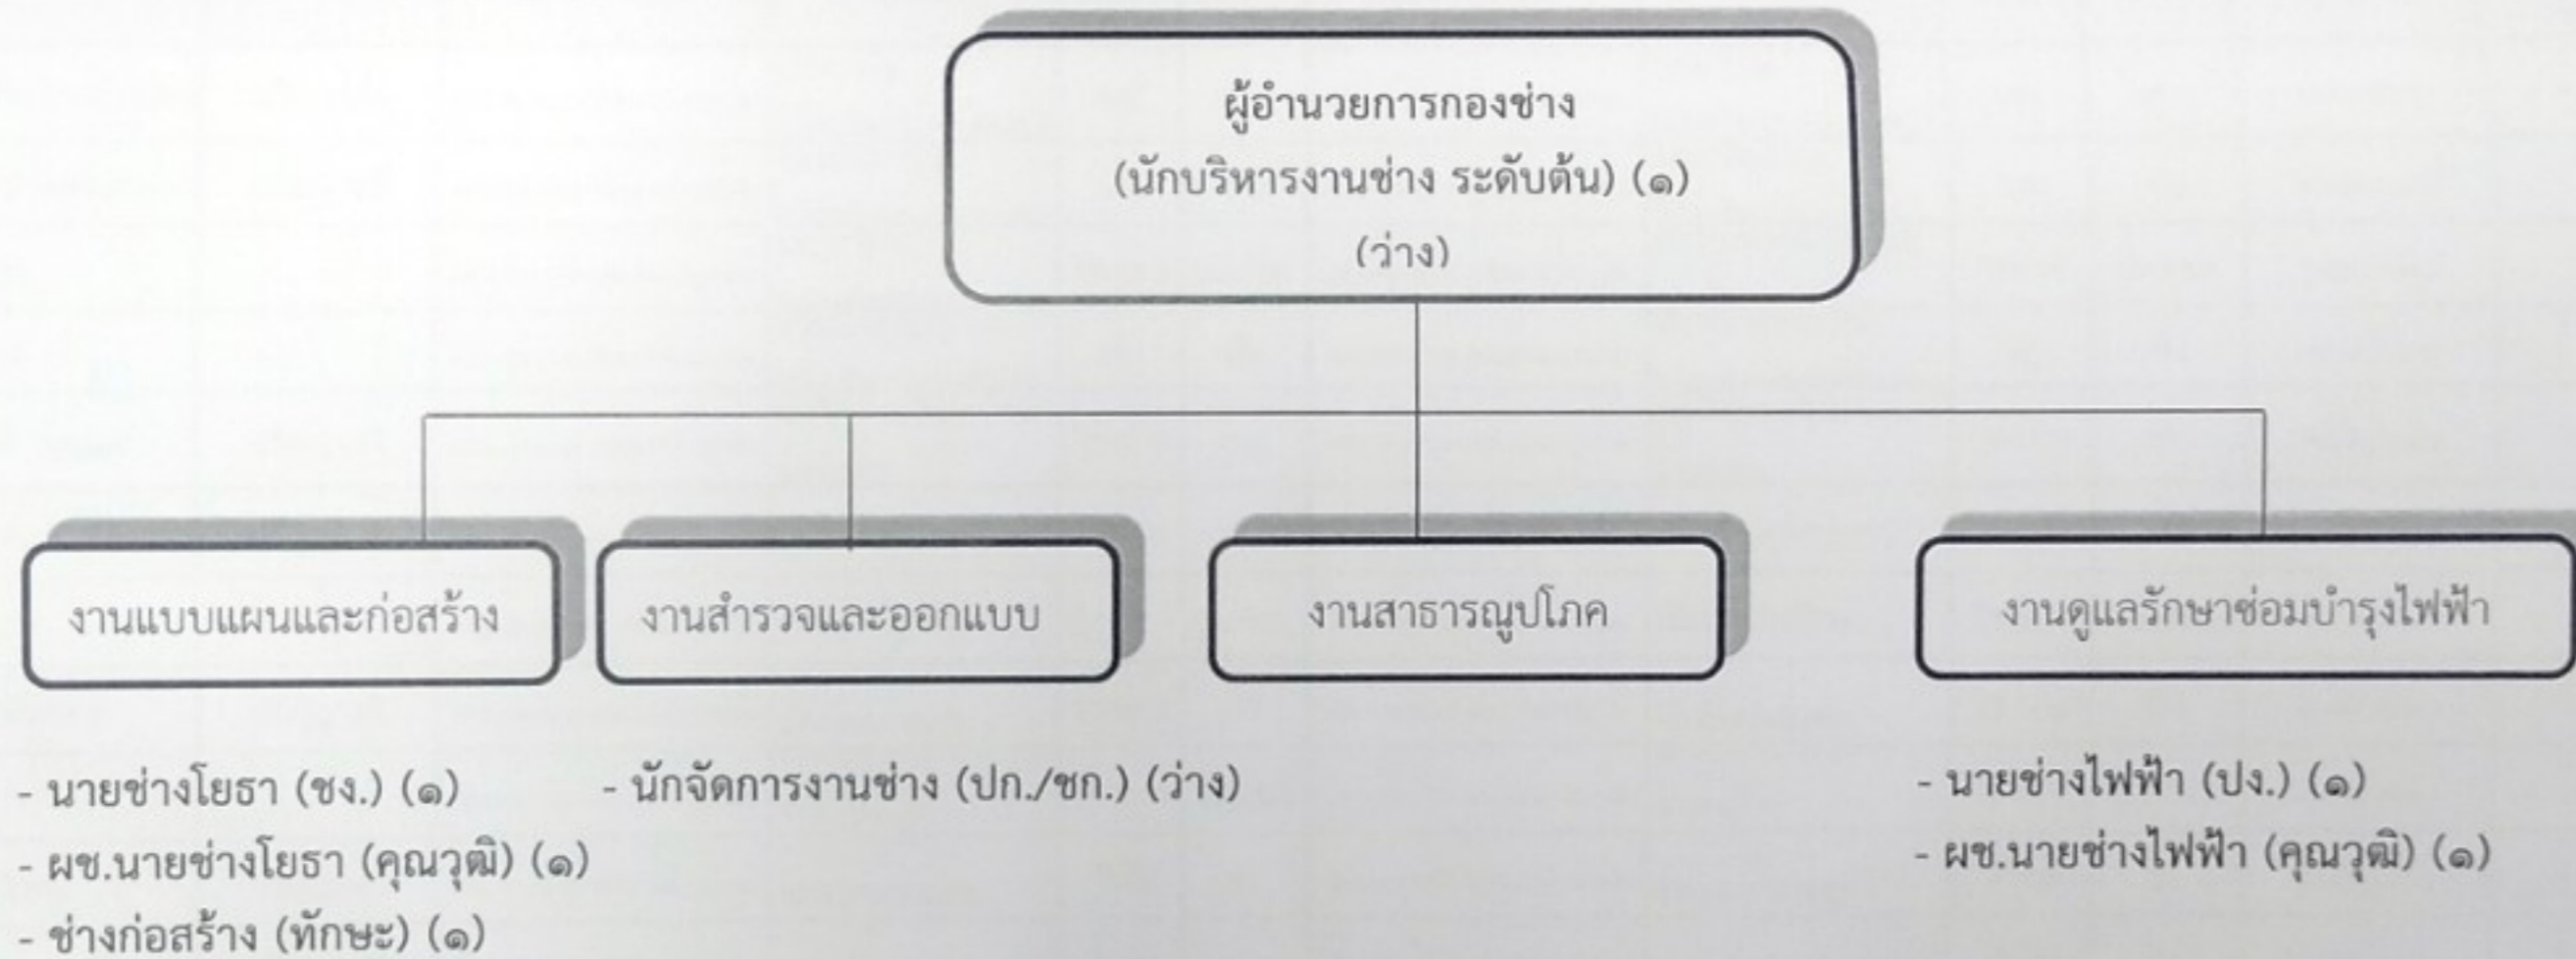 ผู้อำนวยการกองช่าง
(นักบริหารงานช่าง ระดับต้น) (๑)
(ว่าง)
งานแบบแผนและก่อสร้าง
งานสำรวจและออกแบบ
งานสาธารณูปโภค
งานดูแลรักษาซ่อมบำรุงไฟฟ้า
- นายช่างโยธา (ชง.) (๑)
- ผช.นายช่างโยธา (คุณวุฒิ) (๑)
- ช่างก่อสร้าง (ทักษะ) (๑)
- นักจัดการงานช่าง (ปก./ชก.) (ว่าง)
- นายช่างไฟฟ้า (ปง.) (๑)
- ผช.นายช่างไฟฟ้า (คุณวุฒิ) (๑)